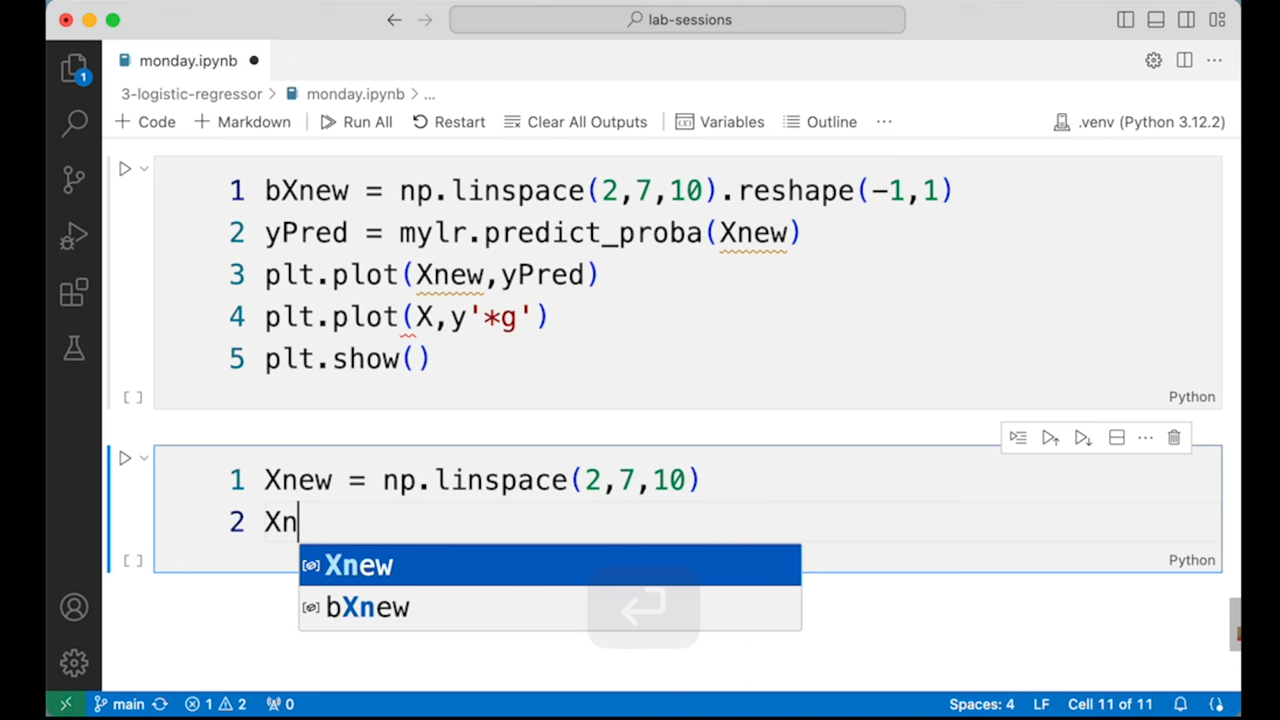 lab-sessions
monday.ipynb
3-logistic-regressor > monday.ipynb > ...
+ Code + Markdown Run All Restart Clear All Outputs Variables Outline ... .venv (Python 3.12.2)
1
1 bXnew = np.linspace(2,7,10).reshape(-1,1)
2 yPred = mylr.predict_proba(Xnew)
3 plt.plot(Xnew,yPred)
4 plt.plot(X,y'*g')
5 plt.show()
[ ] Python
1 Xnew = np.linspace(2,7,10)
2 Xn
Xnew
bXnew
[ ] Python
main 1 2 0 Spaces: 4 LF Cell 11 of 11